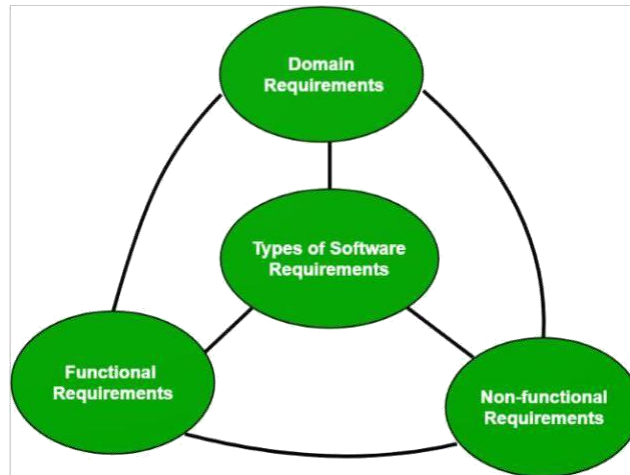 Domain
Requirements
Types of Software
Requirements
Functional
Requirements
Non-functional
Requirements